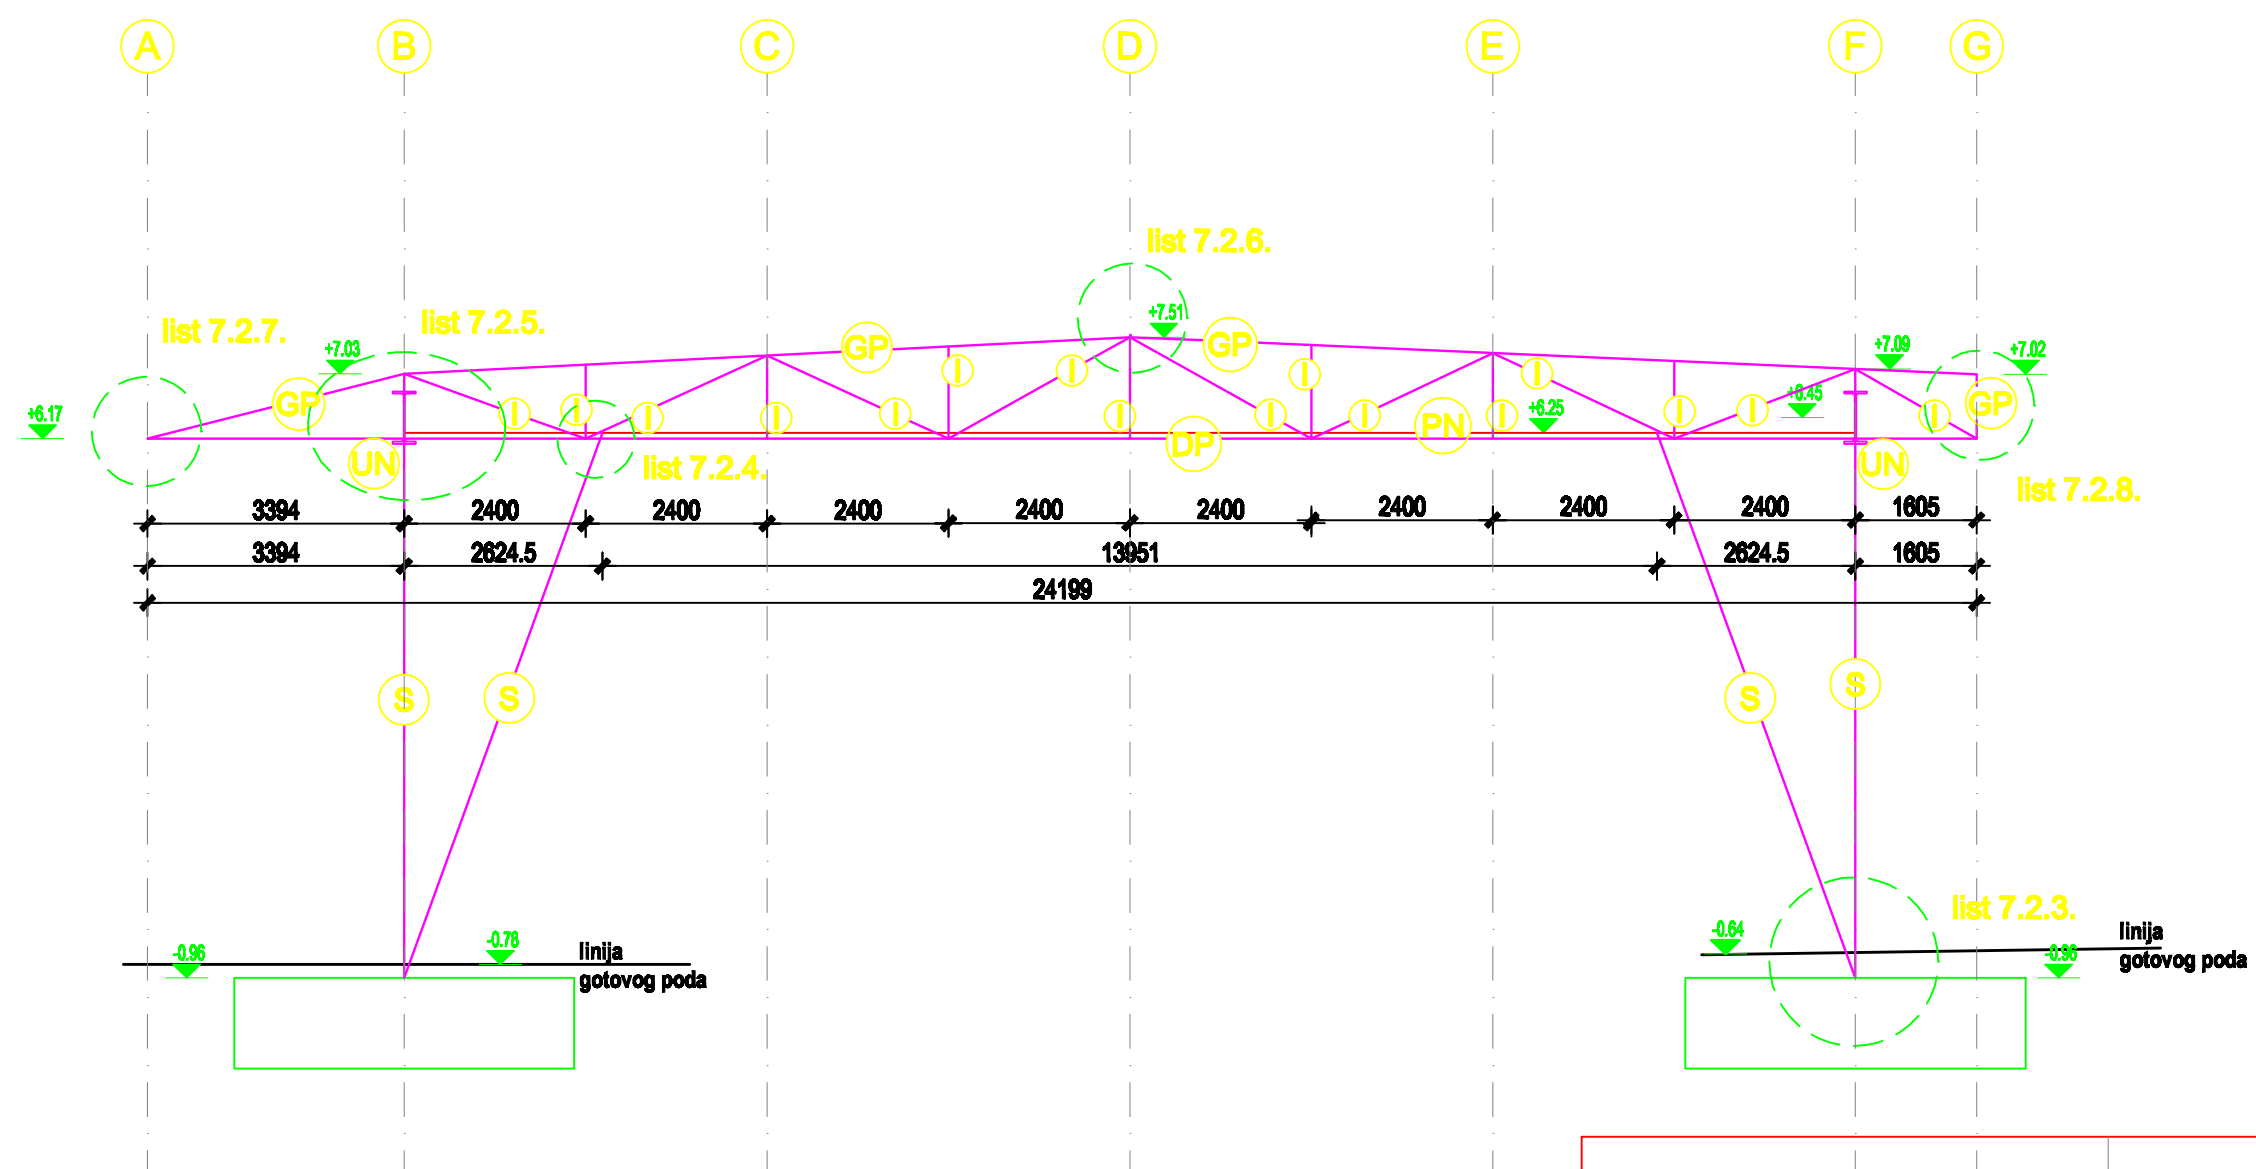 A B C D E F G
list 7.2.6.
+7.51
list 7.2.7.
list 7.2.5.
+7.03
GP
GP
+7.09
+7.02
I
I
I
I
GP
I
I
I
I
I
I
I
I
I
I
I
I
GP
+6.17
+6.25
+6.45
PN
DP
UN
UN
list 7.2.4.
list 7.2.8.
3394 2400 2400 2400 2400 2400 2400 2400 2400 1605
3394 2624.5 13951 2624.5 1605
24199
S S S S
list 7.2.3.
-0.96
-0.78
linija
gotovog poda
-0.64
-0.96
linija
gotovog poda